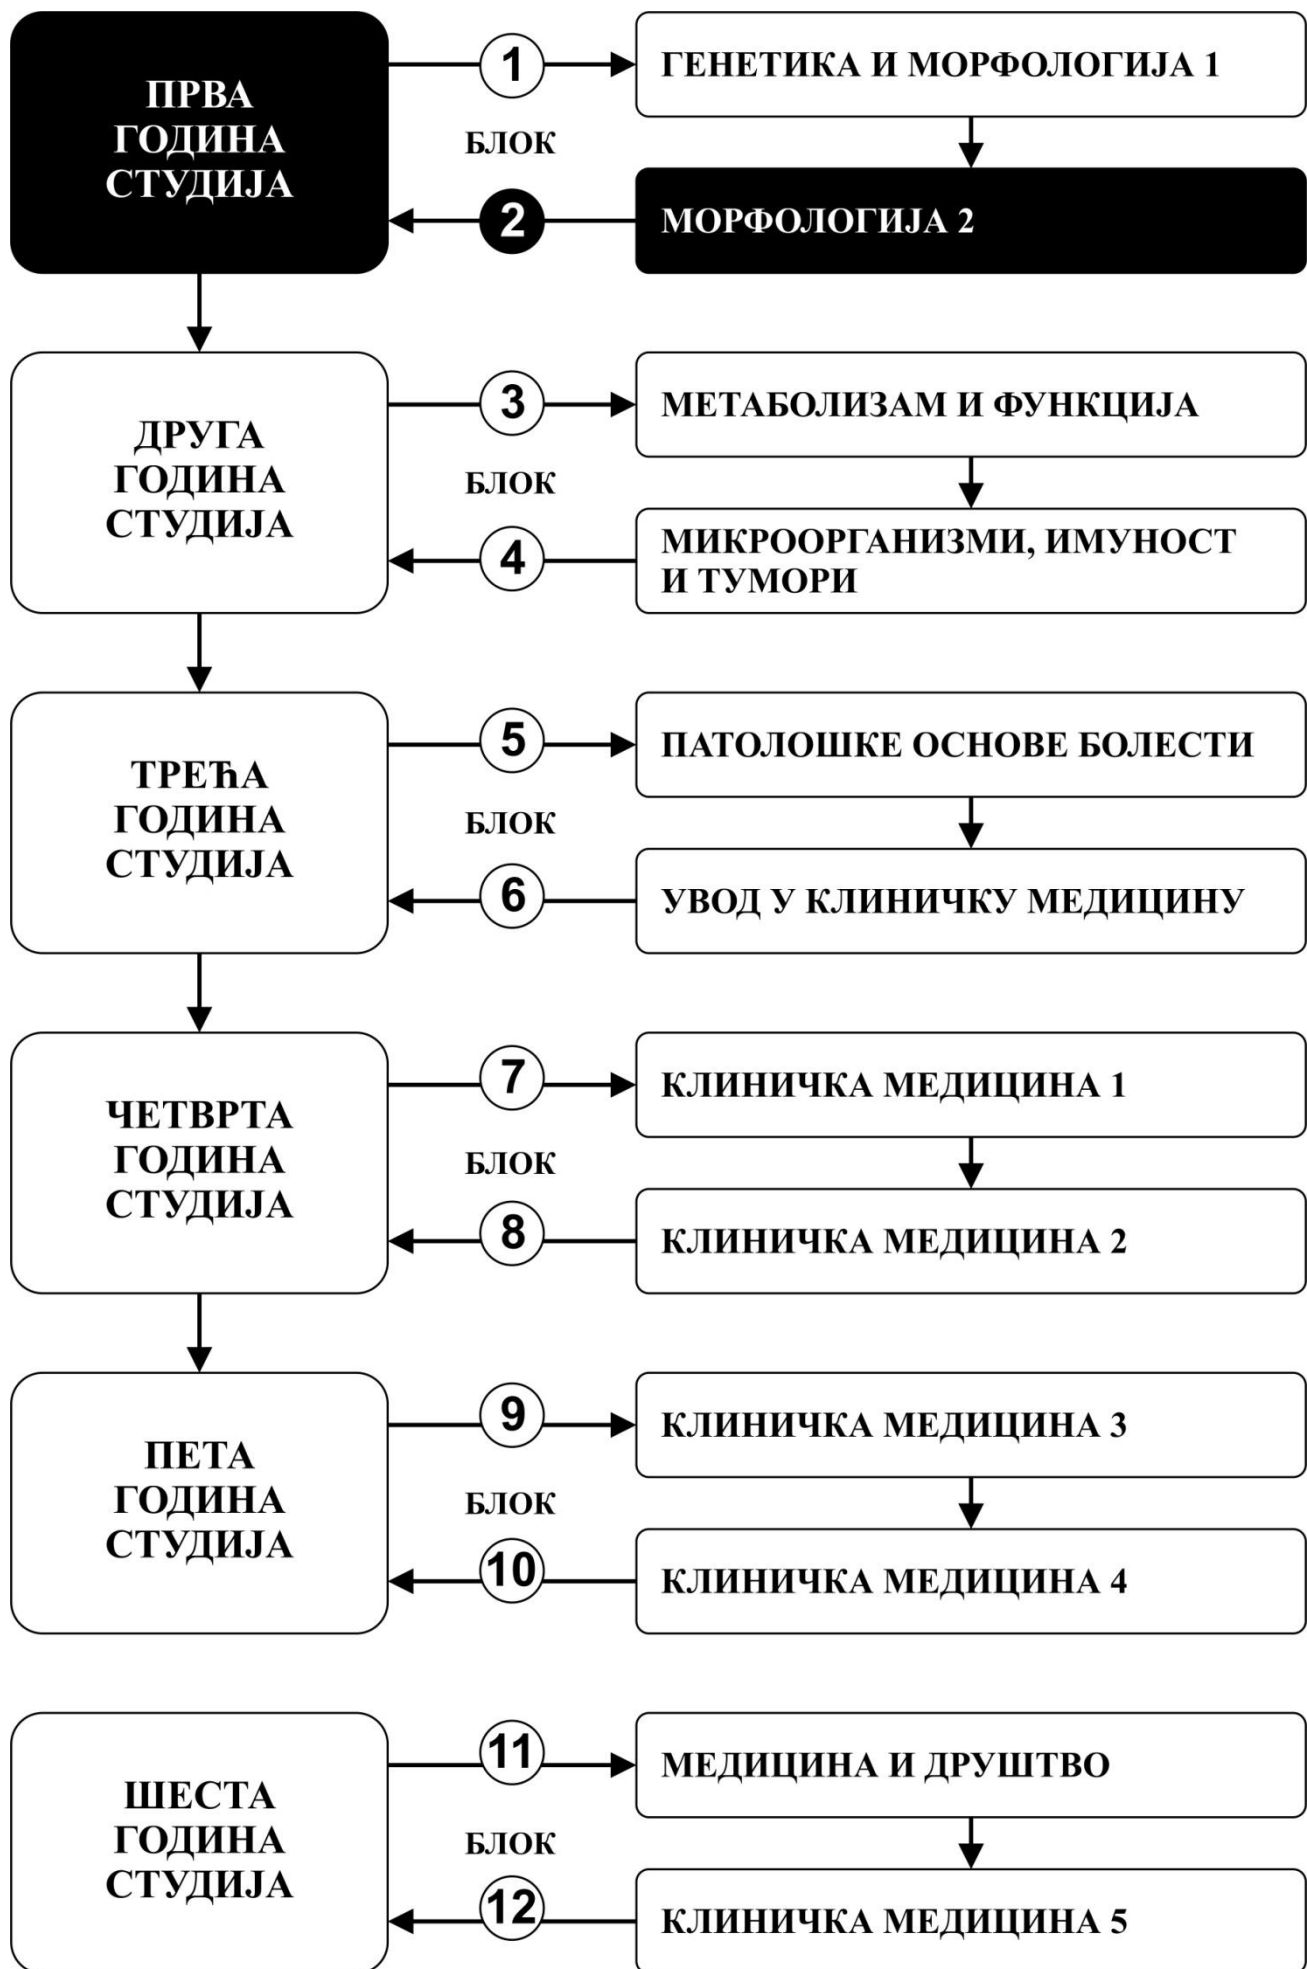 ПРВА
ГОДИНА
СТУДИЈА
1
ГЕНЕТИКА И МОРФОЛОГИЈА 1
БЛОК
2
МОРФОЛОГИЈА 2
ДРУГА
ГОДИНА
СТУДИЈА
3
МЕТАБОЛИЗАМ И ФУНКЦИЈА
БЛОК
4
МИКРООРГАНИЗМИ, ИМУНОСТ
И ТУМОРИ
ТРЕЋА
ГОДИНА
СТУДИЈА
5
ПАТОЛОШКЕ ОСНОВЕ БОЛЕСТИ
БЛОК
6
УВОД У КЛИНИЧКУ МЕДИЦИНУ
ЧЕТВРТА
ГОДИНА
СТУДИЈА
7
КЛИНИЧКА МЕДИЦИНА 1
БЛОК
8
КЛИНИЧКА МЕДИЦИНА 2
ПЕТА
ГОДИНА
СТУДИЈА
9
КЛИНИЧКА МЕДИЦИНА 3
БЛОК
10
КЛИНИЧКА МЕДИЦИНА 4
ШЕСТА
ГОДИНА
СТУДИЈА
11
МЕДИЦИНА И ДРУШТВО
БЛОК
12
КЛИНИЧКА МЕДИЦИНА 5